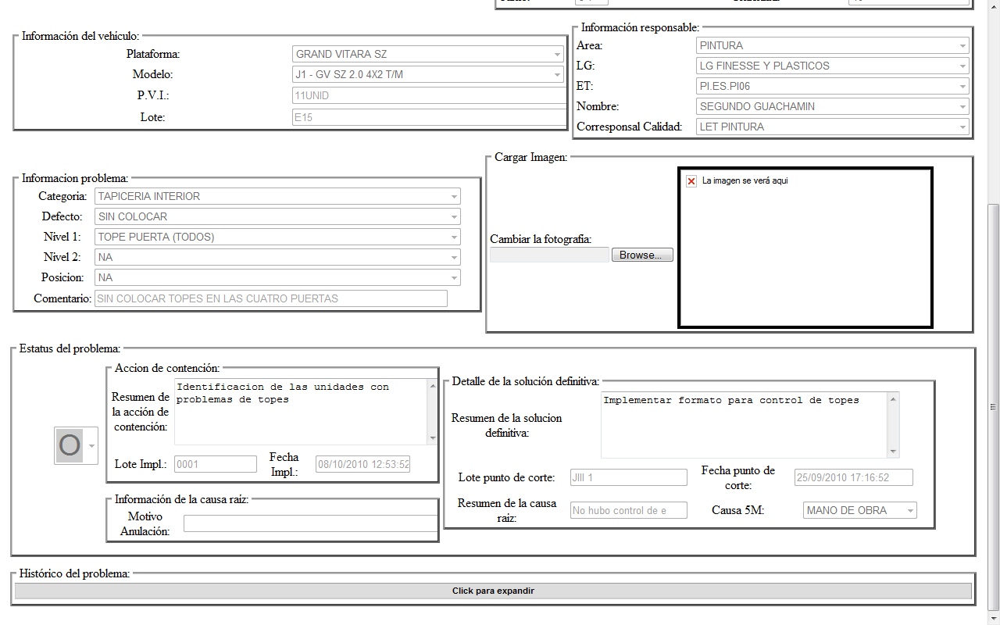 Información del vehículo:
Plataforma: GRAND VITARA SZ
Modelo: J1 - GV SZ 2.0 4X2 T/M
P.V.I.: 11UNID
Lote: E15
Información responsable:
Area: PINTURA
LG: LG FINESSE Y PLASTICOS
ET: PI.ES.PI06
Nombre: SEGUNDO GUACHAMIN
Corresponsal Calidad: LET PINTURA
Informacion problema:
Categoria: TAPICERIA INTERIOR
Defecto: SIN COLOCAR
Nivel 1: TOPE PUERTA (TODOS)
Nivel 2: NA
Posicion: NA
Comentario: SIN COLOCAR TOPES EN LAS CUATRO PUERTAS
Cargar Imagen:
Cambiar la fotografia:
Browse...
La imagen se verá aqui
Estatus del problema:
O
Accion de contención:
Resumen de
la acción de
contención:
Identificacion de las unidades con
problemas de topes
Lote Impl.: 0001
Fecha
Impl.:
08/10/2010 12:53:52
Información de la causa raíz:
Motivo
Anulación:
Detalle de la solución definitiva:
Resumen de la solucion
definitiva:
Implementar formato para control de topes
Lote punto de corte: JIII 1
Fecha punto de
corte:
25/09/2010 17:16:52
Resumen de la causa
raiz:
No hubo control de e
Causa 5M: MANO DE OBRA
Histórico del problema:
Click para expandir